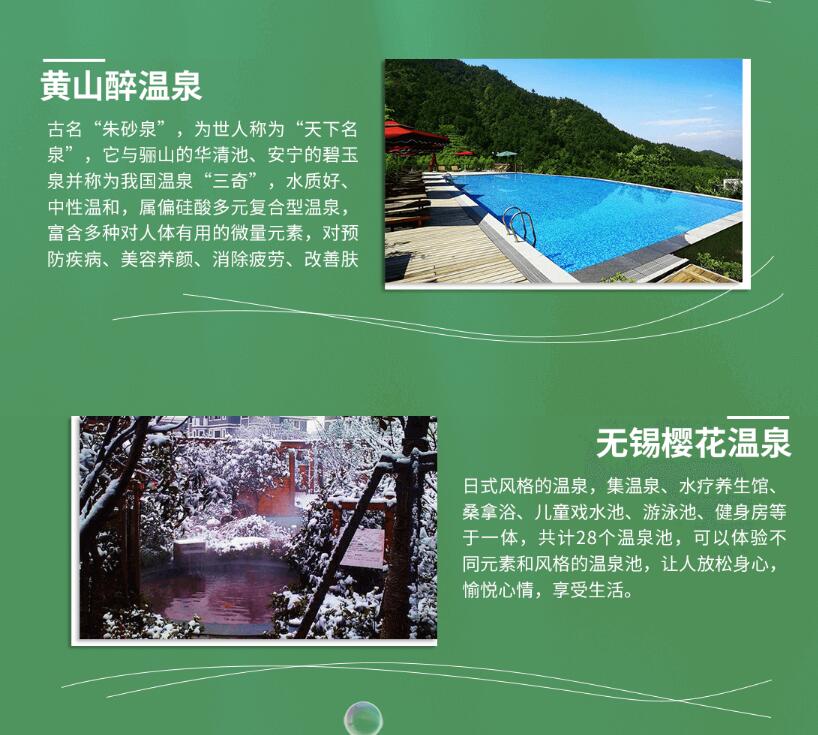 黄山醉温泉
古名“朱砂泉”，为世人称为“天下名
泉”，它与骊山的华清池、安宁的碧玉
泉并称为我国温泉“三奇”，水质好、
中性温和，属偏硅酸多元复合型温泉，
富含多种对人体有用的微量元素，对预
防疾病、美容养颜、消除疲劳、改善肤
无锡樱花温泉
日式风格的温泉，集温泉、水疗养生馆、
桑拿浴、儿童戏水池、游泳池、健身房等
于一体，共计28个温泉池，可以体验不
同元素和风格的温泉池，让人放松身心，
愉悦心情，享受生活。